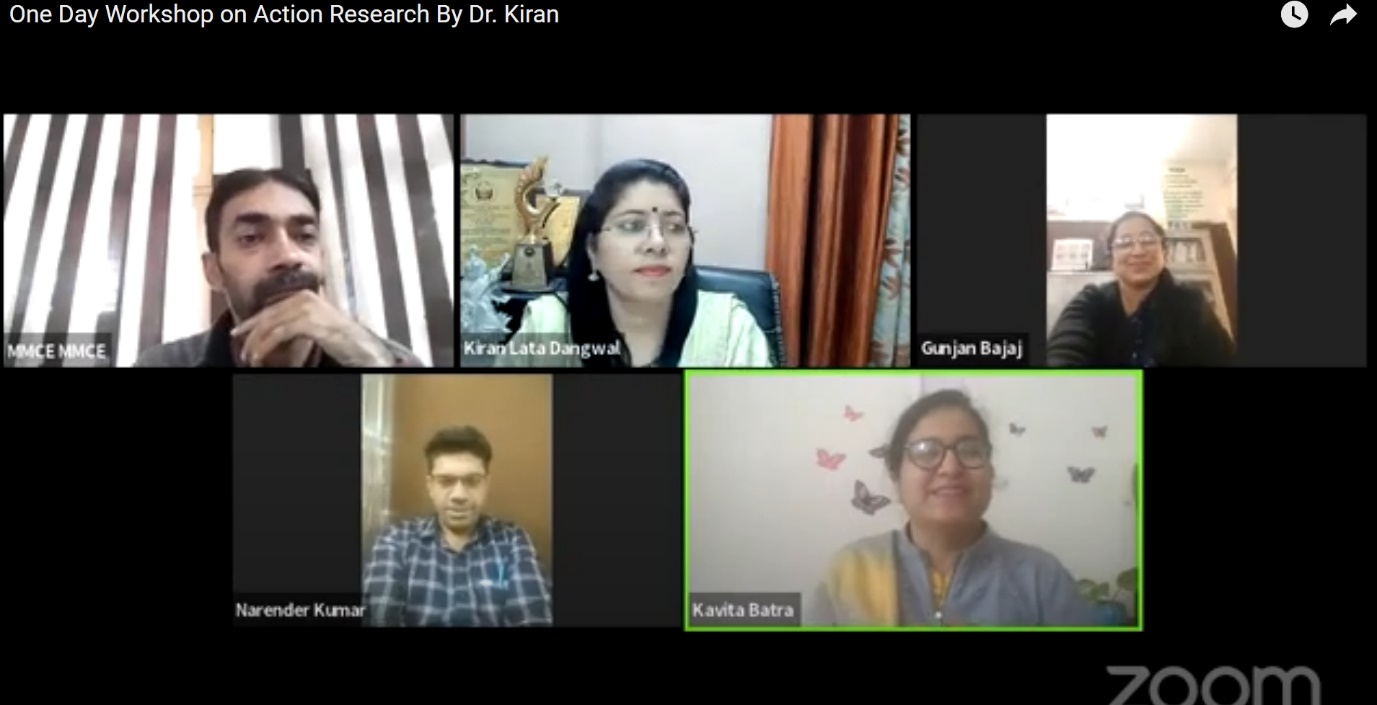 One Day Workshop on Action Research By Dr. Kiran
MMCE MMCE
Kiran Lata Dangwal
Gunjan Bajaj
Narender Kumar
Kavita Batra
zoom